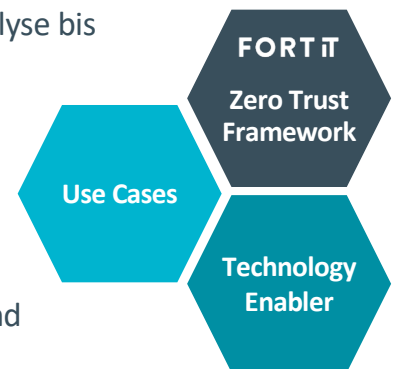 lyse bis
FORT IT
Zero Trust
Framework
Use Cases
Technology
Enabler
nd